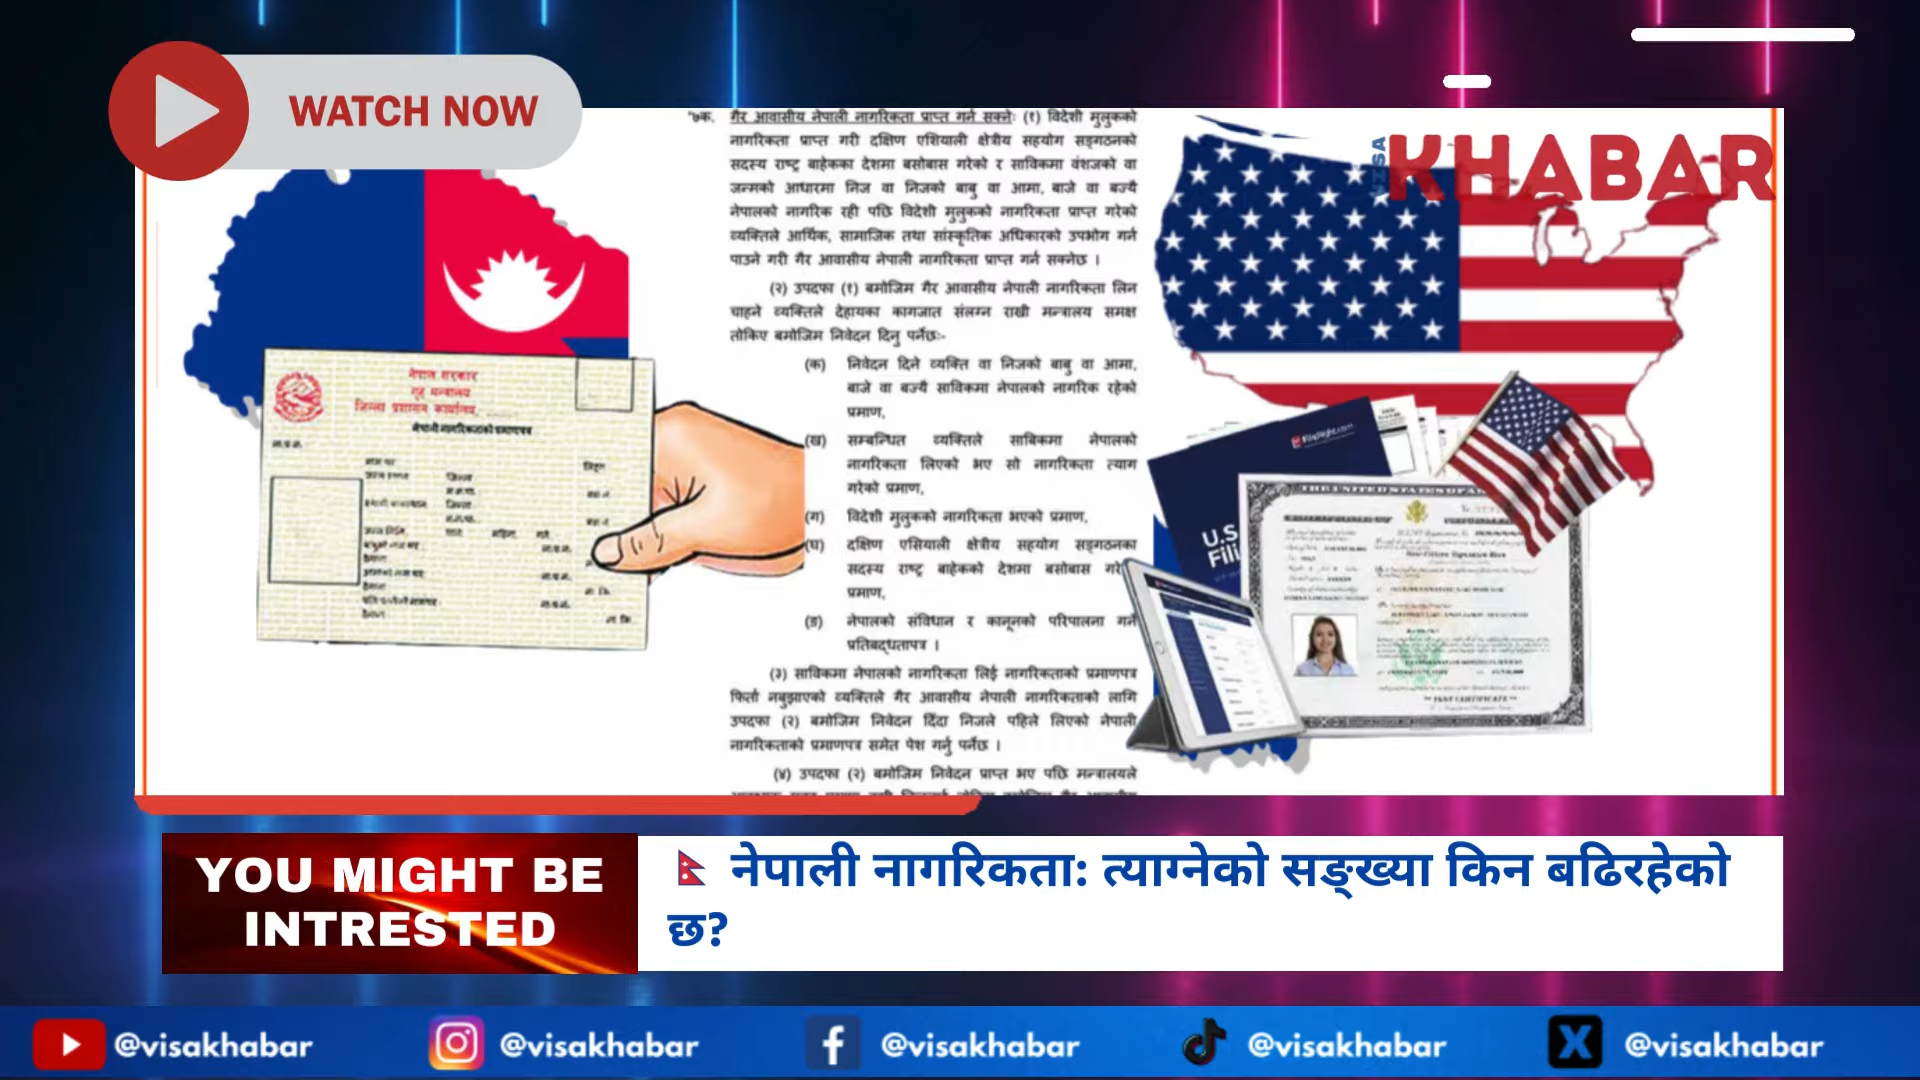 WATCH NOW
VISA
KHABAR
७क. गैर आवासीय नेपाली नागरिकता प्राप्त गर्न सक्नेः (१) विदेशी मुलुकको
नागरिकता प्राप्त गरी दक्षिण एसियाली क्षेत्रीय सहयोग सङ्गठनको
सदस्य राष्ट्र बाहेकका देशमा बसोबास गरेको र साविकमा वंशजको वा
जन्मको आधारमा निज वा निजको बाबु वा आमा, बाजे वा बज्यै
नेपालको नागरिक रही पछि विदेशी मुलुकको नागरिकता प्राप्त गरेको
व्यक्तिले आर्थिक, सामाजिक तथा सांस्कृतिक अधिकारको उपभोग गर्न
पाउने गरी गैर आवासीय नेपाली नागरिकता प्राप्त गर्न सक्नेछ ।
(२) उपदफा (१) बमोजिम गैर आवासीय नेपाली नागरिकता लिन
चाहने व्यक्तिले देहायका कागजात संलग्न राखी मन्त्रालय समक्ष
तोकिए बमोजिम निवेदन दिनु पर्नेछः-
(क) निवेदन दिने व्यक्ति वा निजको बाबु वा आमा,
बाजे वा बज्यै साविकमा नेपालको नागरिक रहेको
प्रमाण,
(ख) सम्बन्धित व्यक्तिले साबिकमा नेपालको
नागरिकता लिएको भए सो नागरिकता त्याग
गरेको प्रमाण,
(ग) विदेशी मुलुकको नागरिकता भएको प्रमाण,
(घ) दक्षिण एसियाली क्षेत्रीय सहयोग सङ्गठनका
सदस्य राष्ट्र बाहेकको देशमा बसोबास
प्रमाण,
(ङ) नेपालको संविधान र कानूनको परिपालना गर्ने
प्रतिबद्धतापत्र ।
(३) साविकमा नेपालको नागरिकता लिई नागरिकताको प्रमाणपत्र
फिर्ता नबुझाएको व्यक्तिले गैर आवासीय नेपाली नागरिकताको लागि
उपदफा (२) बमोजिम निवेदन दिंदा निजले पहिले लिएको नेपाली
नागरिकताको प्रमाणपत्र समेत पेश गर्नु पर्नेछ ।
(४) उपदफा (२) बमोजिम निवेदन प्राप्त भए पछि मन्त्रालयले
नेपाल सरकार
गृह मन्त्रालय
जिल्ला प्रशासन कार्यालय,
नेपाली नागरिकताको प्रमाणपत्र
FileRight.com
U.S.
YOU MIGHT BE
INTRESTED
नेपाली नागरिकता: त्याग्नेको सङ्ख्या किन बढिरहेको
छ?
@visakhabar @visakhabar @visakhabar @visakhabar @visakhabar